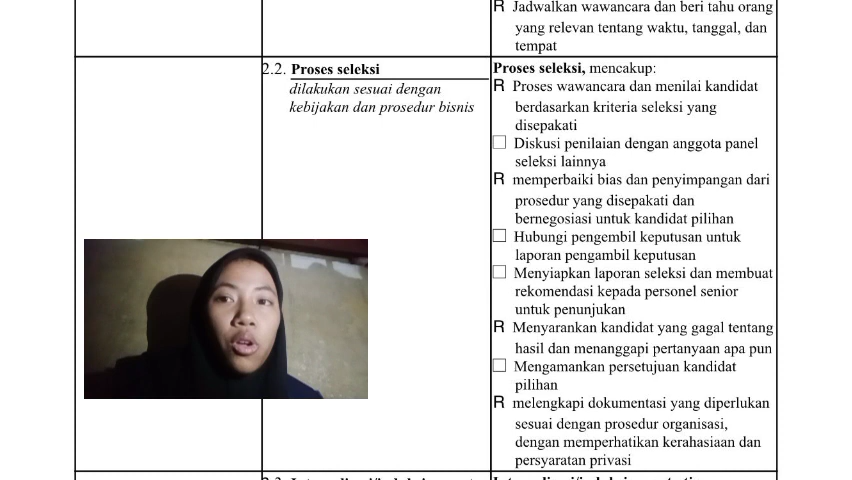 R Jadwalkan wawancara dan beri tahu orang
yang relevan tentang waktu, tanggal, dan
tempat
2.2. Proses seleksi
dilakukan sesuai dengan
kebijakan dan prosedur bisnis
Proses seleksi, mencakup:
R Proses wawancara dan menilai kandidat
berdasarkan kriteria seleksi yang
disepakati
☐ Diskusi penilaian dengan anggota panel
seleksi lainnya
R memperbaiki bias dan penyimpangan dari
prosedur yang disepakati dan
bernegosiasi untuk kandidat pilihan
☐ Hubungi pengembil keputusan untuk
laporan pengambil keputusan
☐ Menyiapkan laporan seleksi dan membuat
rekomendasi kepada personel senior
untuk penunjukan
R Menyarankan kandidat yang gagal tentang
hasil dan menanggapi pertanyaan apa pun
☐ Mengamankan persetujuan kandidat
pilihan
R melengkapi dokumentasi yang diperlukan
sesuai dengan prosedur organisasi,
dengan memperhatikan kerahasiaan dan
persyaratan privasi